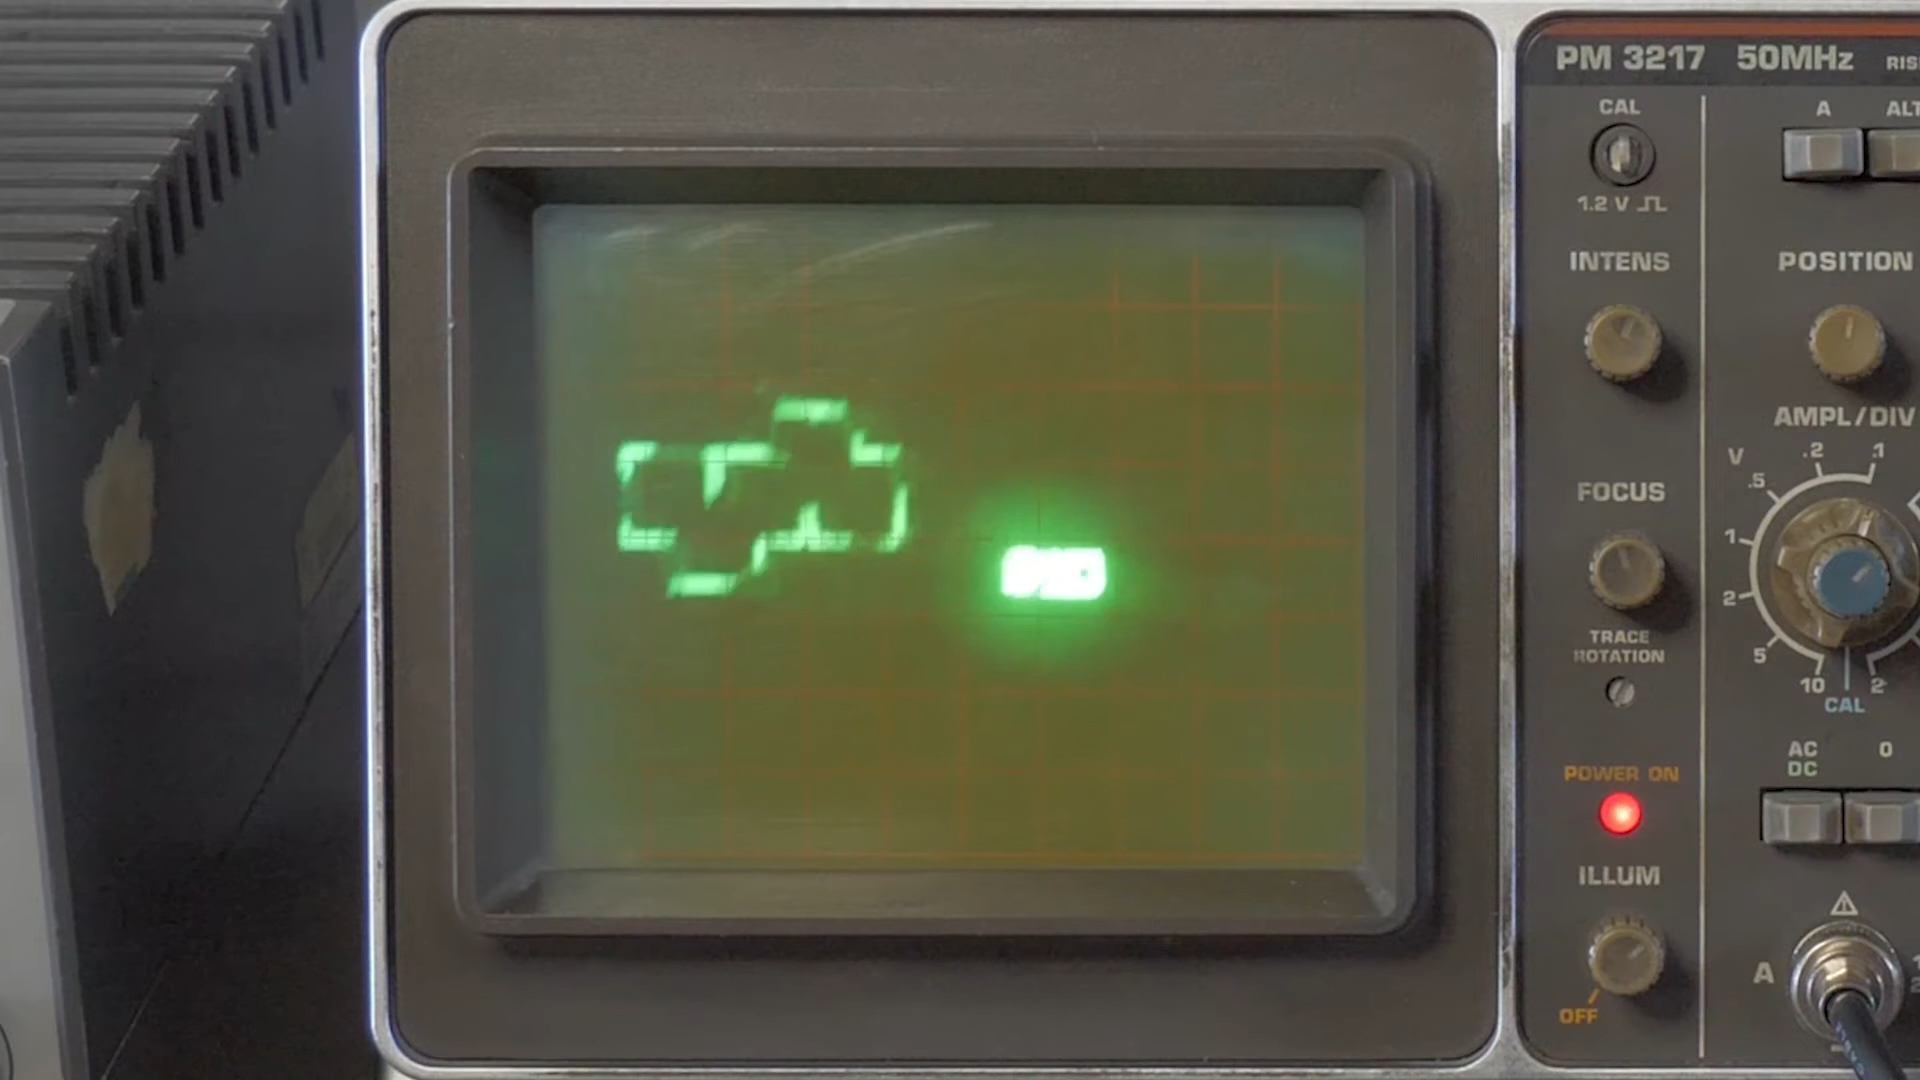 PM 3217 50MHz RIS
CAL A ALT
1.2 V
INTENS POSITION
AMPL/DIV
V .5 .2 .1
FOCUS 1
2
TRACE
ROTATION 5 10 2
CAL
AC 0
DC
POWER ON
ILLUM
A
OFF